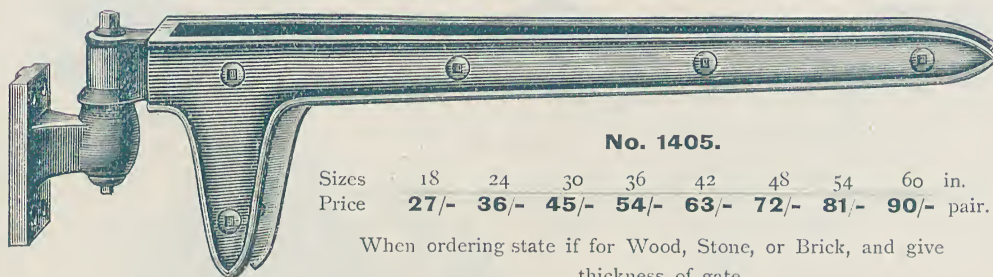 No. 1405.
Sizes 18 24 30 36 42 48 54 60 in.
Price 27/- 36/- 45/- 54/- 63/- 72/- 81/- 90/- pair.
When ordering state if for Wood, Stone, or Brick, and give
thickness of gate